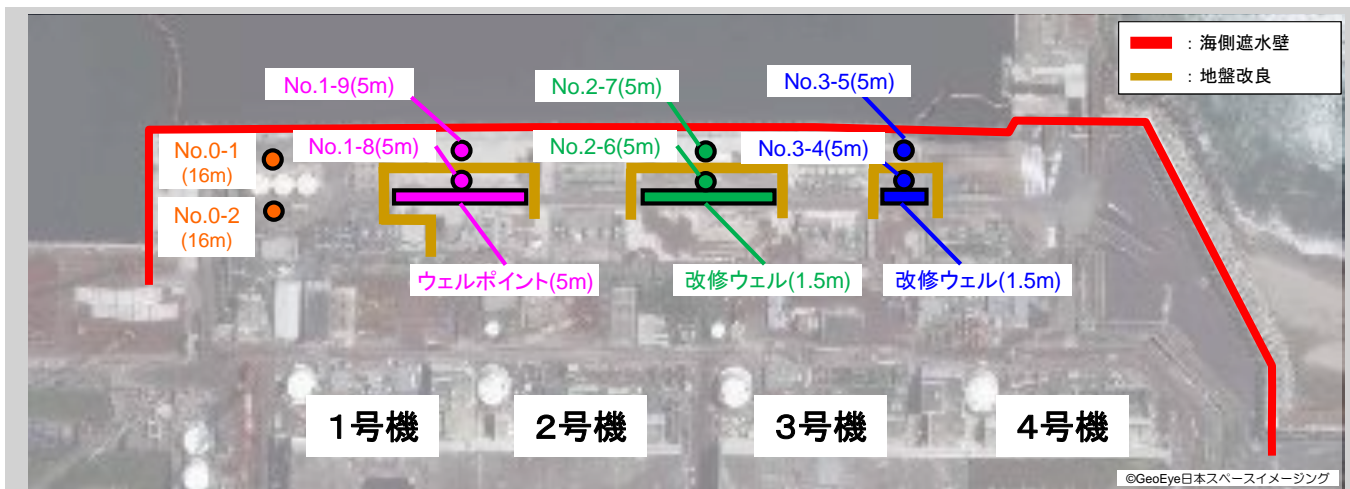 ：海側遮水壁
：地盤改良
No.1-9(5m)
No.2-7(5m)
No.3-5(5m)
No.0-1
(16m)
No.1-8(5m)
No.2-6(5m)
No.3-4(5m)
No.0-2
(16m)
ウェルポイント(5m)
改修ウェル(1.5m)
改修ウェル(1.5m)
１号機
２号機
３号機
４号機
©GeoEye日本スペースイメージング